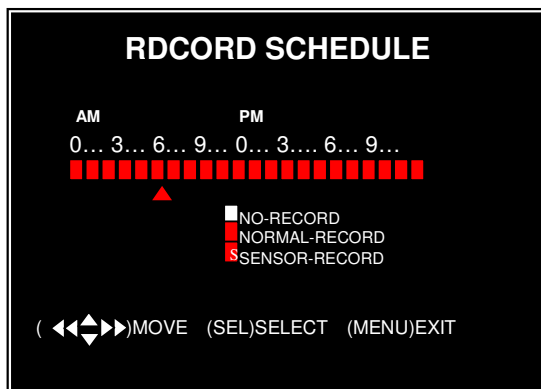 RDCORD SCHEDULE
AM PM
0... 3... 6... 9... 0... 3.... 6... 9...
NO-RECORD
NORMAL-RECORD
S SENSOR-RECORD
( ◀◀▲▼▶▶)MOVE (SEL)SELECT (MENU)EXIT